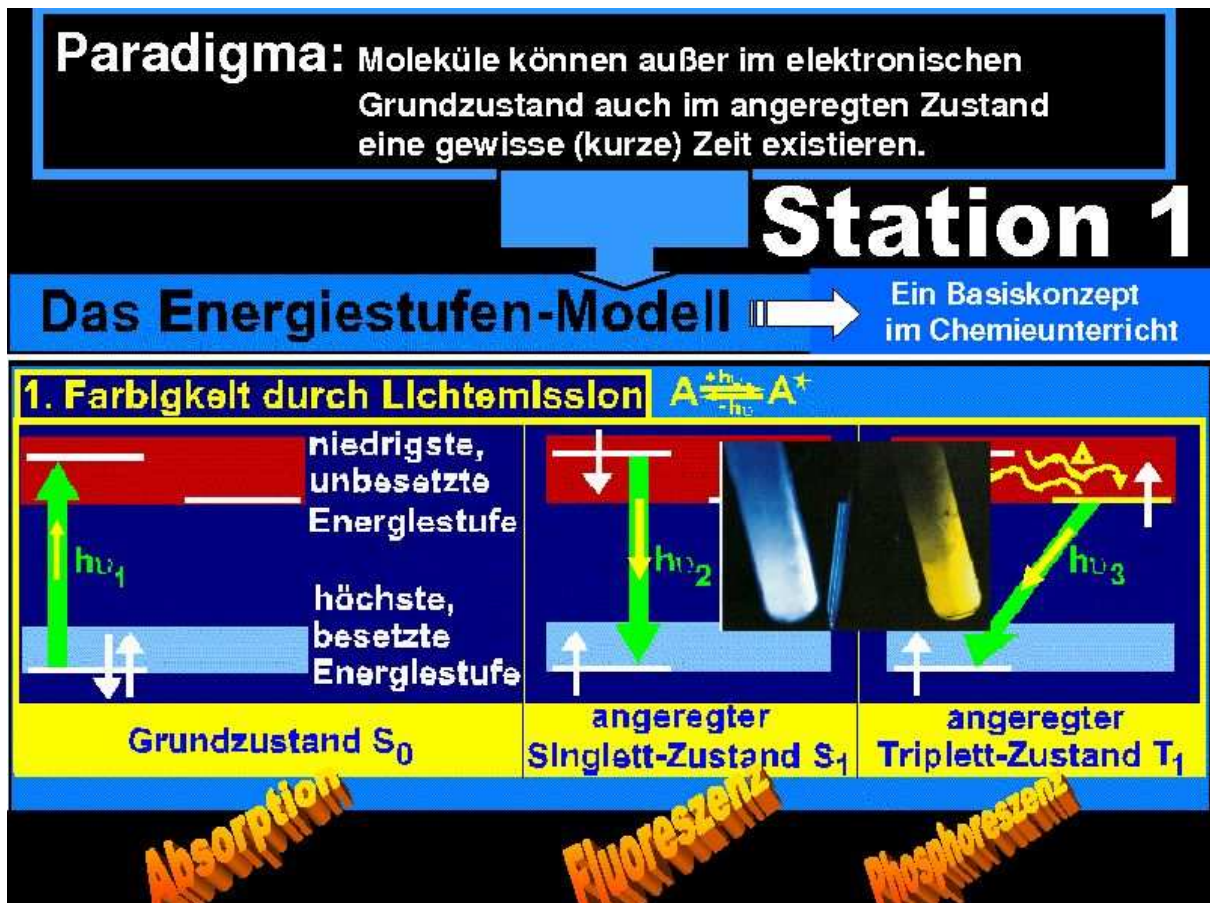 Paradigma: Moleküle können außer im elektronischen
Grundzustand auch im angeregten Zustand
eine gewisse (kurze) Zeit existieren.
Station 1
Das Energiestufen-Modell
Ein Basiskonzept
im Chemieunterricht
1. Farbigkeit durch Lichtemission
A +hυ -hυ A*
niedrigste,
unbesetzte
Energiestufe
hυ1
höchste,
besetzte
Energiestufe
Grundzustand S0
hυ2
angeregter
Singlett-Zustand S1
Δ
hυ3
angeregter
Triplett-Zustand T1
Absorption
Fluoreszenz
Phosphoreszenz